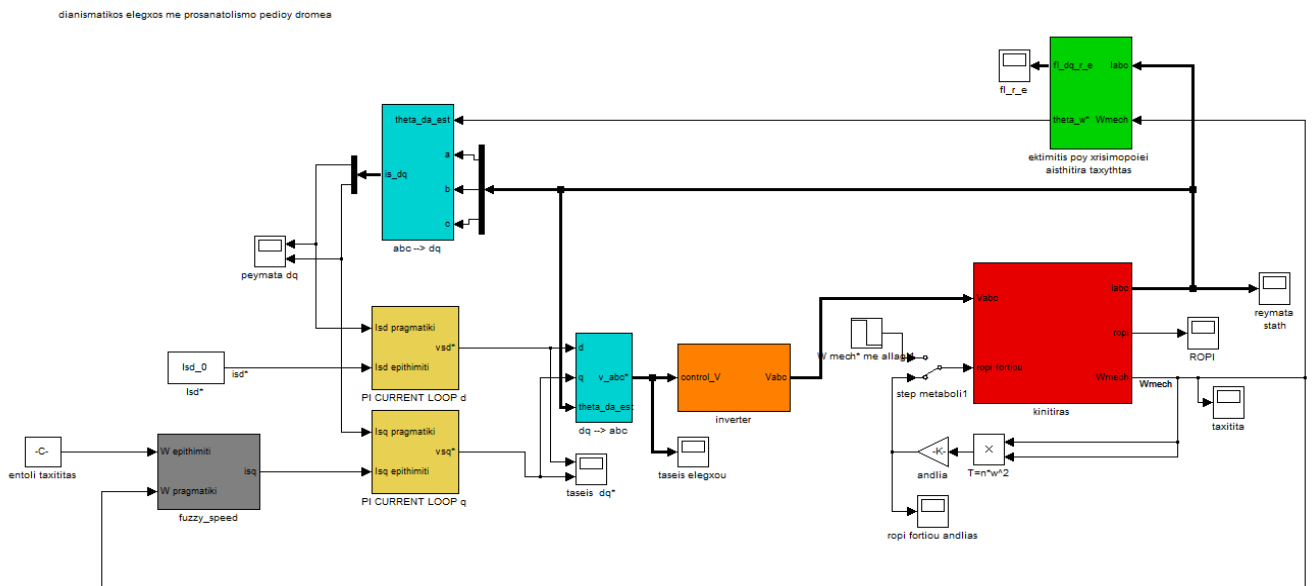 dianismatikos elegxos me prosanatolismo pedioy dromea
fl_dq_r_e
Iabc
fl_r_e
theta_w*
Wmech
ektimitis poy xrisimopoiei
aisthitira taxythtas
theta_da_est
a
is_dq
b
c
abc --> dq
peymata dq
Isd pragmatiki
vsd*
Isd epithimiti
PI CURRENT LOOP d
Isd_0
isd*
Isd*
Isq pragmatiki
vsq*
Isq epithimiti
PI CURRENT LOOP q
-C-
entoli taxititas
W epithimiti
isq
W pragmatiki
fuzzy_speed
d
q
v_abc*
theta_da_est
dq --> abc
taseis dq*
control_V
Vabc
inverter
taseis elegxou
W mech* me allagi
step metaboli1
Vabc
Iabc
ropi
ropi fortiou
Wmech
kinitiras
reymata
stath
ROPI
Wmech
taxitita
-K-
andlia
×
T=n*w^2
ropi fortiou andlias